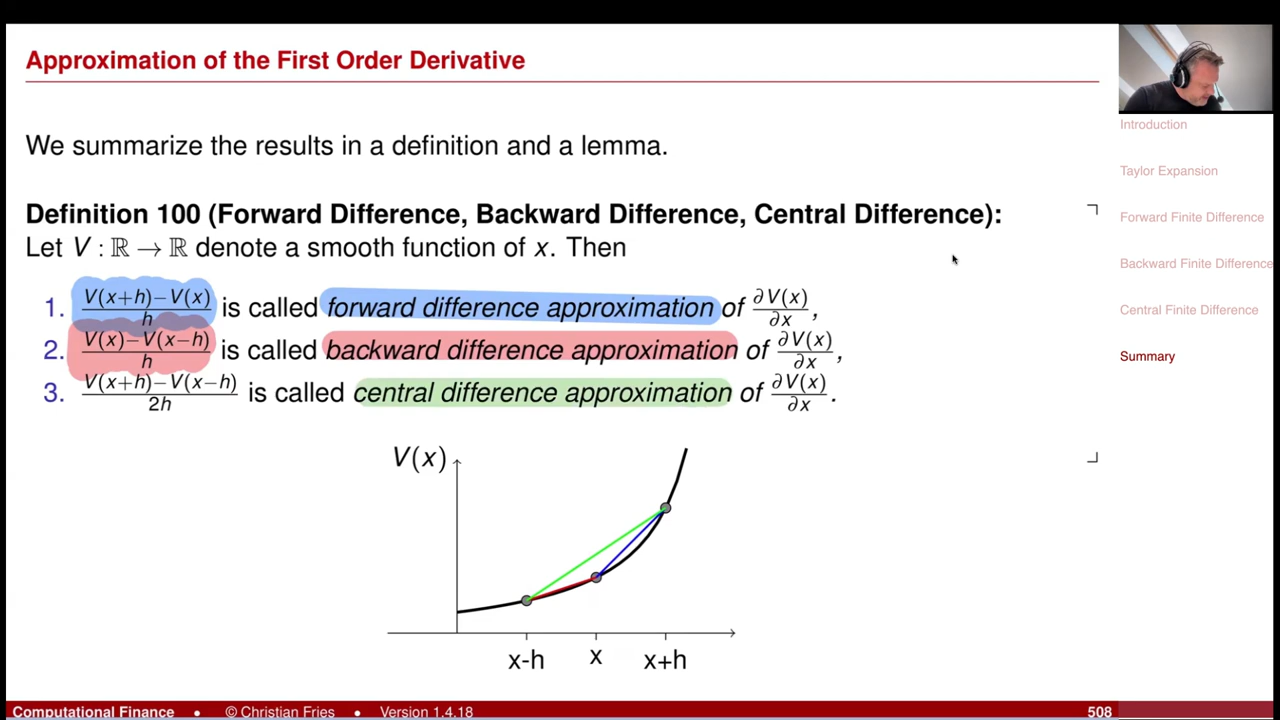 Approximation of the First Order Derivative
We summarize the results in a definition and a lemma.
Definition 100 (Forward Difference, Backward Difference, Central Difference):
Let V : ℝ → ℝ denote a smooth function of x. Then
1. (V(x+h)−V(x))/h is called forward difference approximation of ∂V(x)/∂x,
2. (V(x)−V(x−h))/h is called backward difference approximation of ∂V(x)/∂x,
3. (V(x+h)−V(x−h))/2h is called central difference approximation of ∂V(x)/∂x.
V(x)
x-h x x+h
Introduction
Taylor Expansion
Forward Finite Difference
Backward Finite Difference
Central Finite Difference
Summary
Computational Finance • © Christian Fries • Version 1.4.18 508